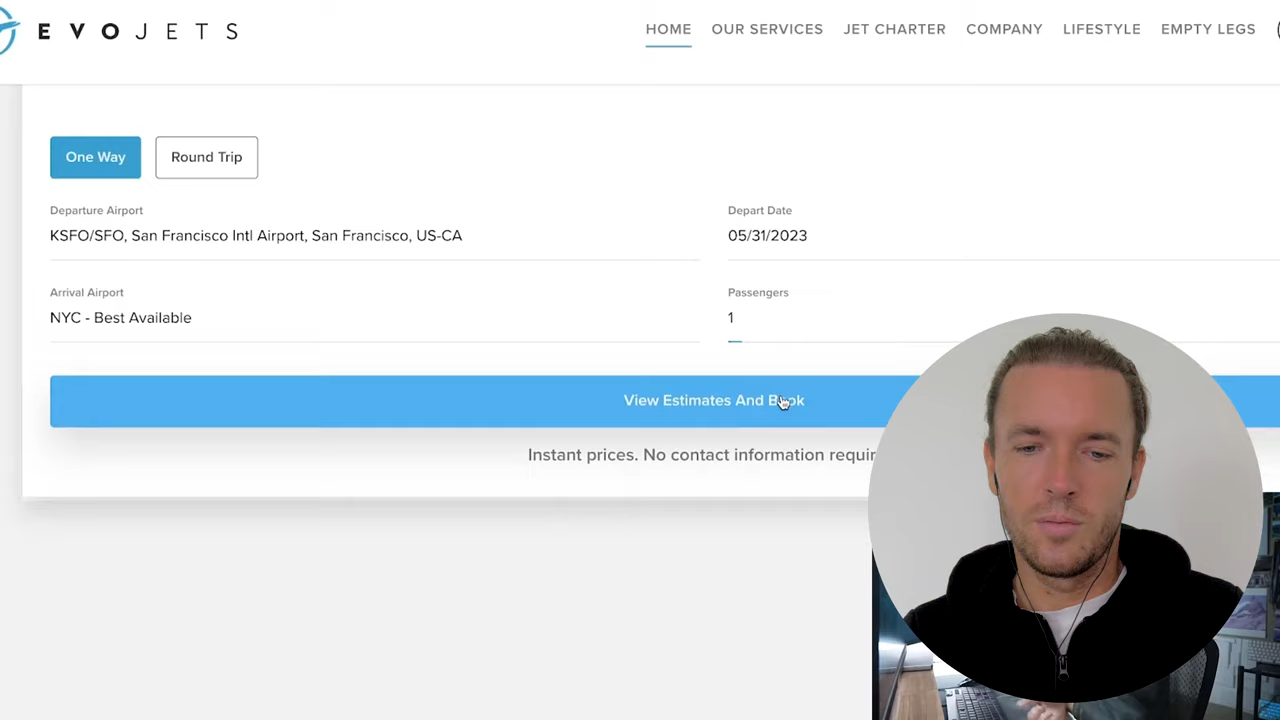 EVOJETS
HOME OUR SERVICES JET CHARTER COMPANY LIFESTYLE EMPTY LEGS
One Way Round Trip
Departure Airport
KSFO/SFO, San Francisco Intl Airport, San Francisco, US-CA
Depart Date
05/31/2023
Arrival Airport
NYC - Best Available
Passengers
1
View Estimates And Book
Instant prices. No contact information requir